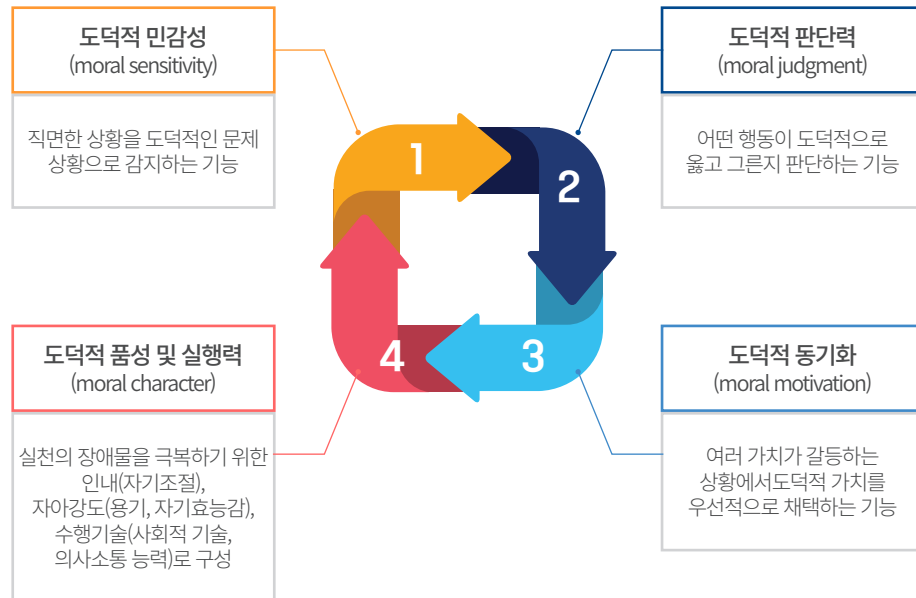 도덕적 민감성
(moral sensitivity)
직면한 상황을 도덕적인 문제
상황으로 감지하는 기능
도덕적 판단력
(moral judgment)
어떤 행동이 도덕적으로
옳고 그른지 판단하는 기능
1
2
3
4
도덕적 품성 및 실행력
(moral character)
실천의 장애물을 극복하기 위한
인내(자기조절),
자아강도(용기, 자기효능감),
수행기술(사회적 기술,
의사소통 능력)로 구성
도덕적 동기화
(moral motivation)
여러 가치가 갈등하는
상황에서도덕적 가치를
우선적으로 채택하는 기능